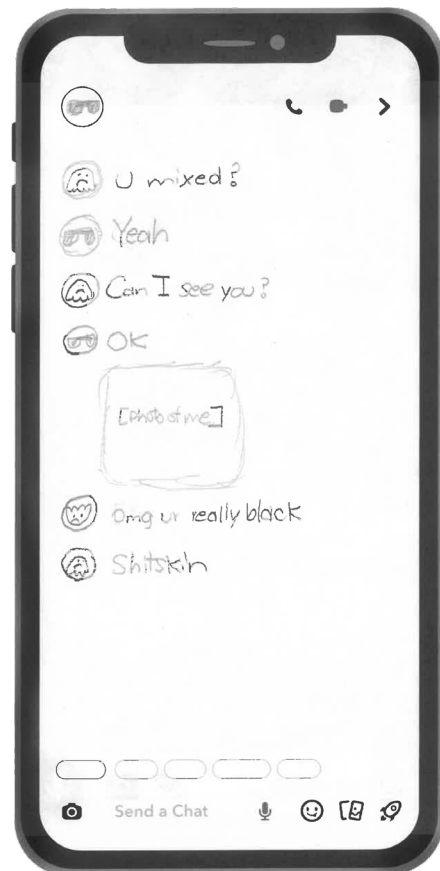 U mixed?
Yeah
Can I see you?
OK
[photo of me]
Omg ur really black
Shitskin
Send a Chat